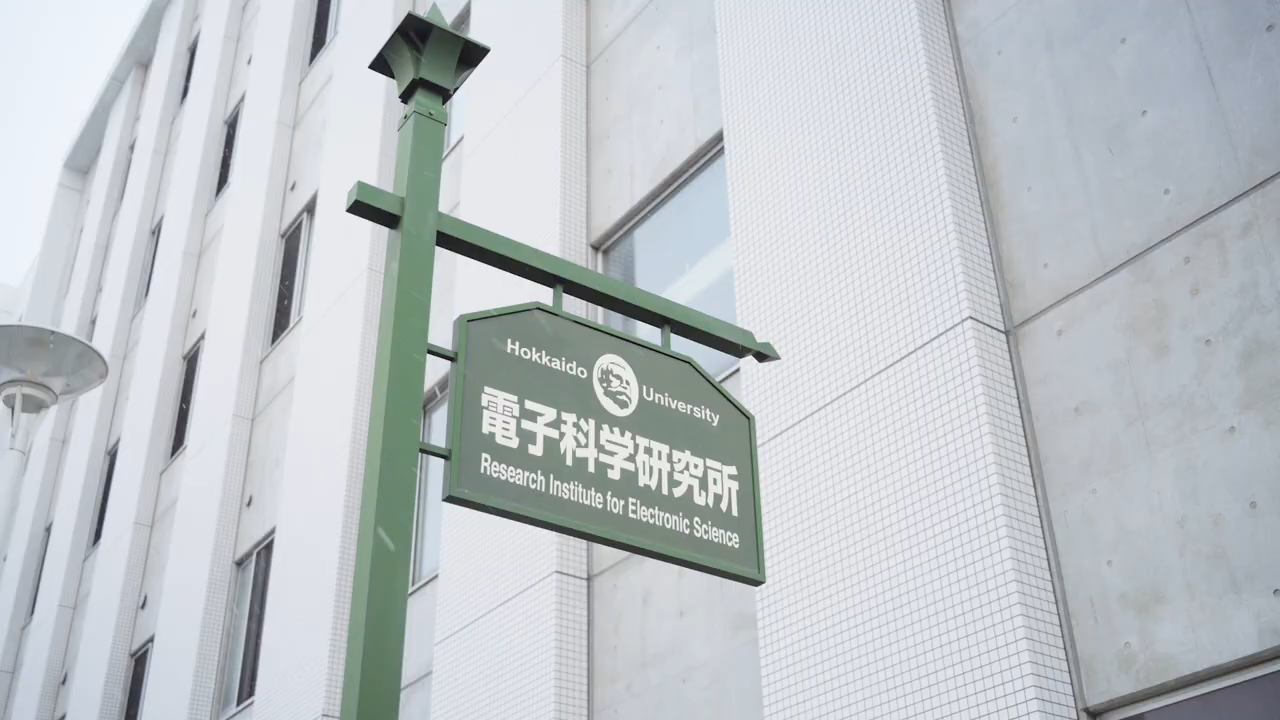 Hokkaido University
電子科学研究所
Research Institute for Electronic Science